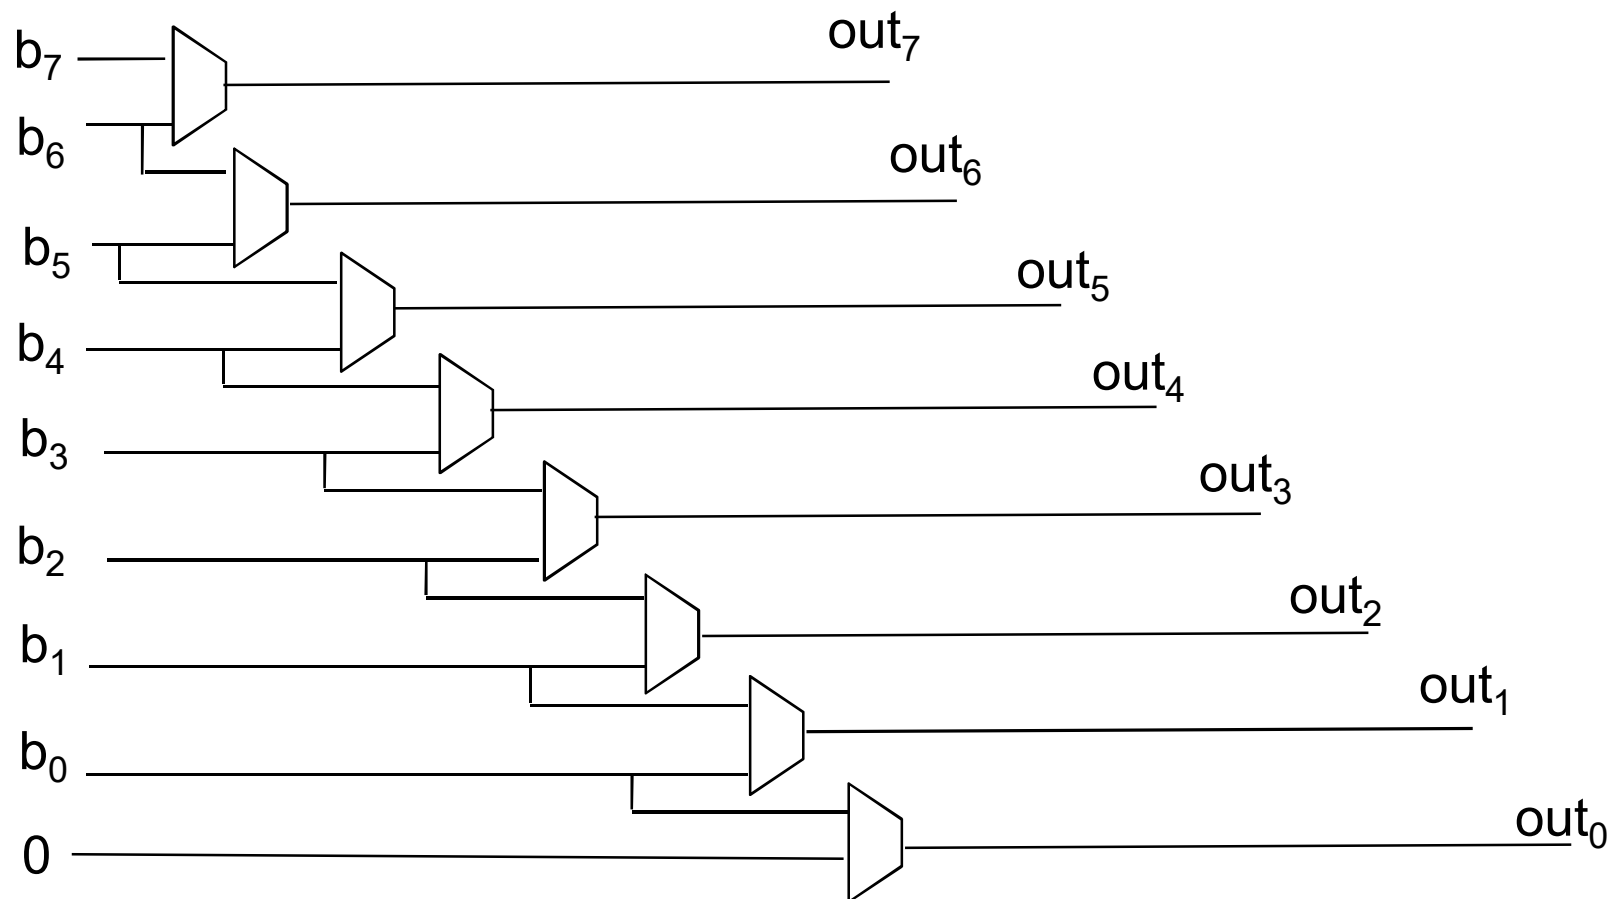 b₇ out₇
b₆ out₆
b₅ out₅
b₄ out₄
b₃ out₃
b₂ out₂
b₁ out₁
b₀
0 out₀